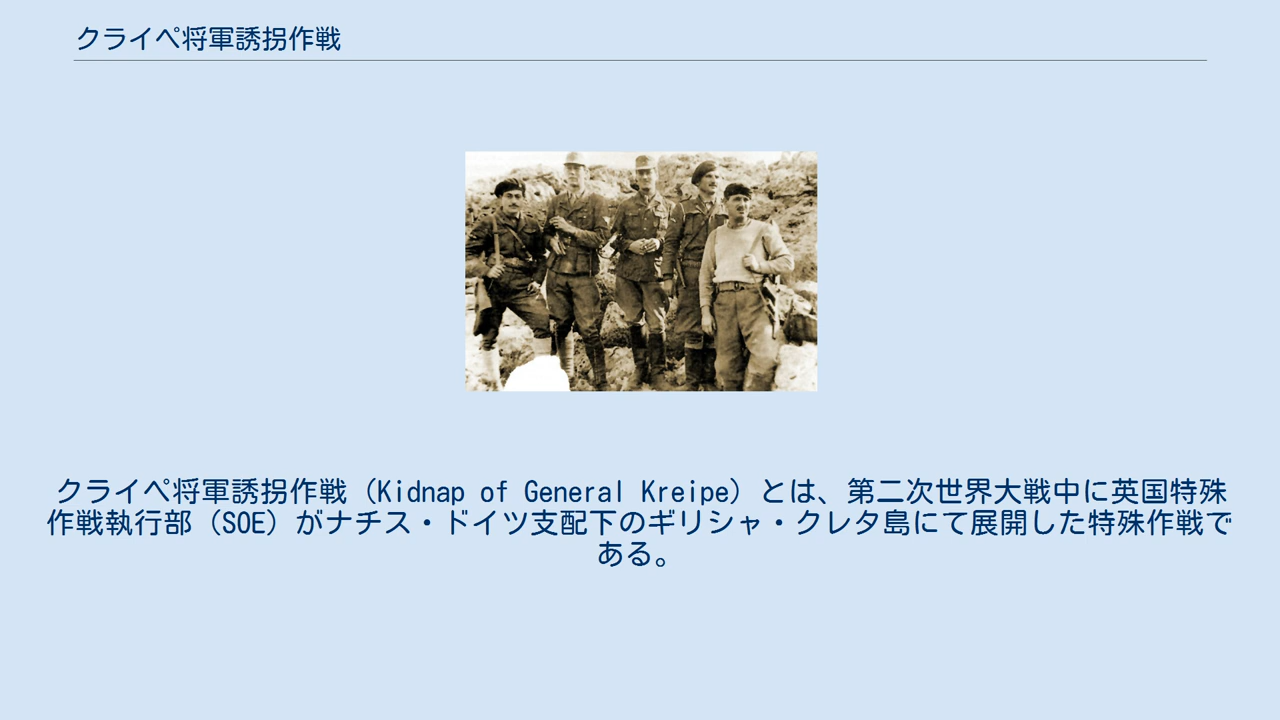 クライペ将軍誘拐作戦
クライペ将軍誘拐作戦（Kidnap of General Kreipe）とは、第二次世界大戦中に英国特殊
作戦執行部（SOE）がナチス・ドイツ支配下のギリシャ・クレタ島にて展開した特殊作戦で
ある。